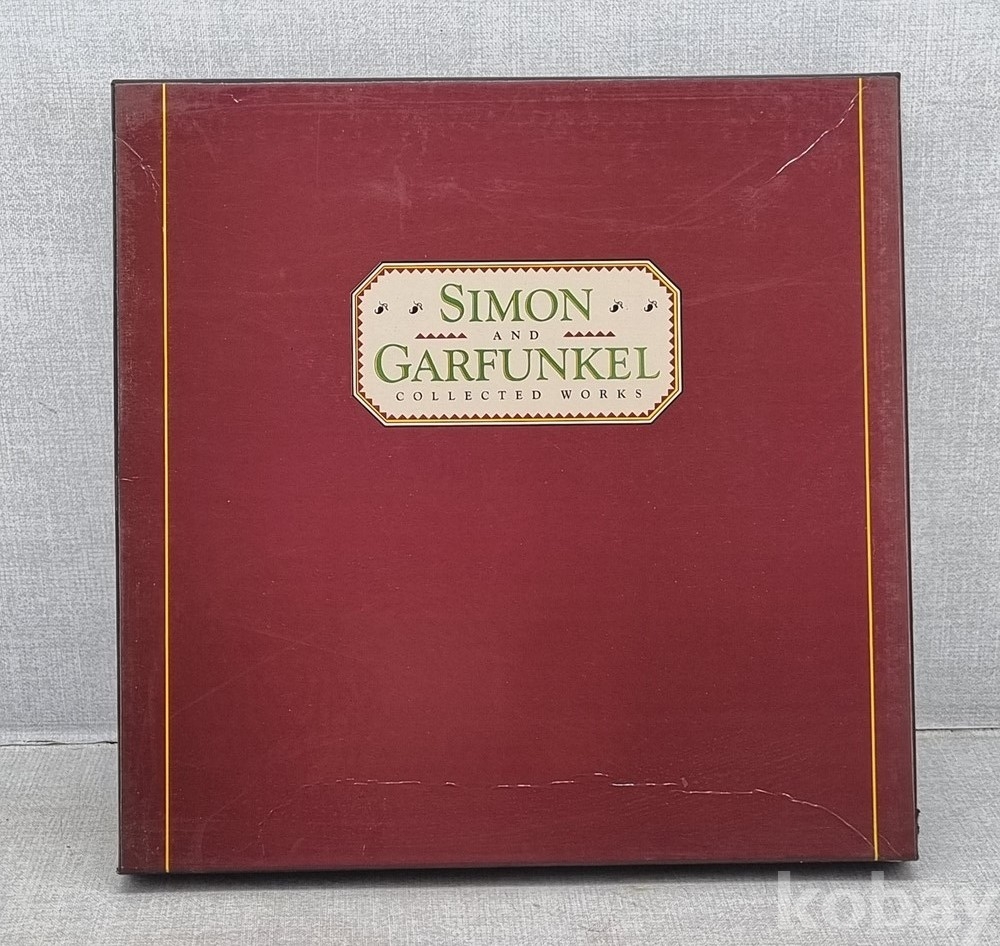 SIMON
AND
GARFUNKEL
COLLECTED WORKS
kobay